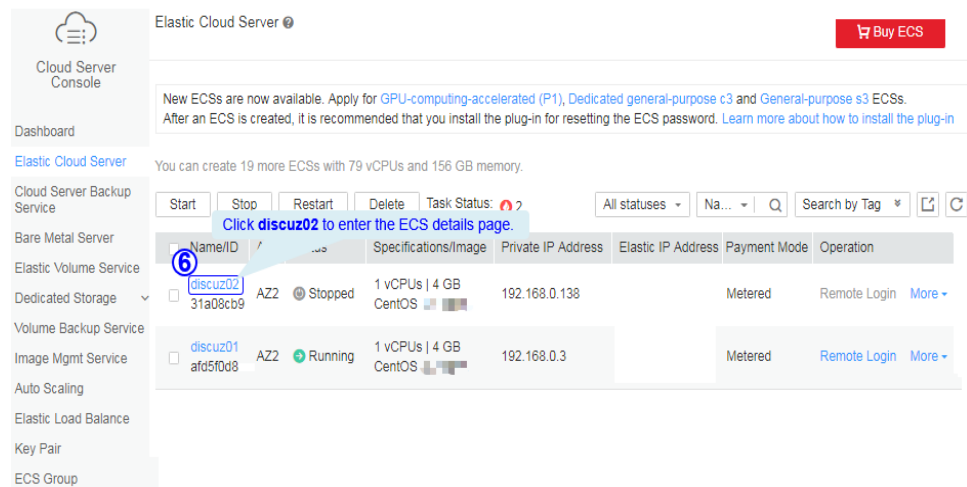 Elastic Cloud Server
Buy ECS
Cloud Server
Console
New ECSs are now available. Apply for GPU-computing-accelerated (P1), Dedicated general-purpose c3 and General-purpose s3 ECSs.
After an ECS is created, it is recommended that you install the plug-in for resetting the ECS password. Learn more about how to install the plug-in
Dashboard
Elastic Cloud Server
Cloud Server Backup
Service
Bare Metal Server
Elastic Volume Service
Dedicated Storage
Volume Backup Service
Image Mgmt Service
Auto Scaling
Elastic Load Balance
Key Pair
ECS Group
You can create 19 more ECSs with 79 vCPUs and 156 GB memory.
Start Stop Restart Delete Task Status: 2 All statuses Na... Search by Tag
Click discuz02 to enter the ECS details page.
Name/ID Specifications/Image Private IP Address Elastic IP Address Payment Mode Operation
⑥
discuz02
31a08cb9 AZ2 Stopped 1 vCPUs | 4 GB
CentOS 192.168.0.138 Metered Remote Login More
discuz01
afd5f0d8 AZ2 Running 1 vCPUs | 4 GB
CentOS 192.168.0.3 Metered Remote Login More